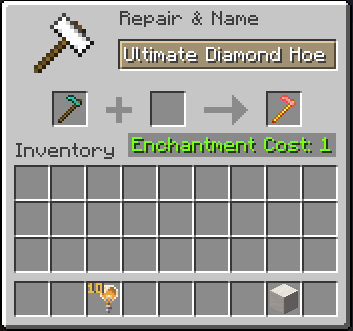 Repair & Name
Ultimate Diamond Hoe
Enchantment Cost: 1
Inventory
10